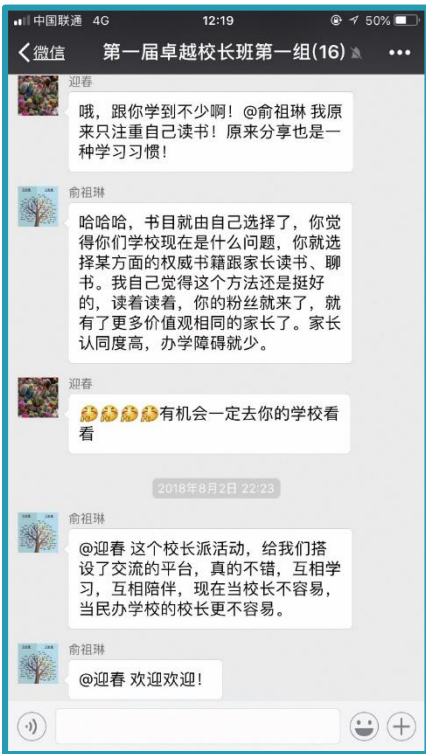 中国联通 4G 12:19 50%
微信 第一届卓越校长班第一组(16)
迎春
哦，跟你学到不少啊！@俞祖琳 我原
来只注重自己读书！原来分享也是一
种学习习惯！
俞祖琳
哈哈哈，书目就由自己选择了，你觉
得你们学校现在是什么问题，你就选
择某方面的权威书籍跟家长读书、聊
书。我自己觉得这个方法还是挺好
的，读着读着，你的粉丝就来了，就
有了更多价值观相同的家长了。家长
认同度高，办学障碍就少。
迎春
有机会一定去你的学校看
看
2018年8月2日 22:23
俞祖琳
@迎春 这个校长派活动，给我们搭
设了交流的平台，真的不错，互相学
习，互相陪伴，现在当校长不容易，
当民办学校的校长更不容易。
俞祖琳
@迎春 欢迎欢迎！